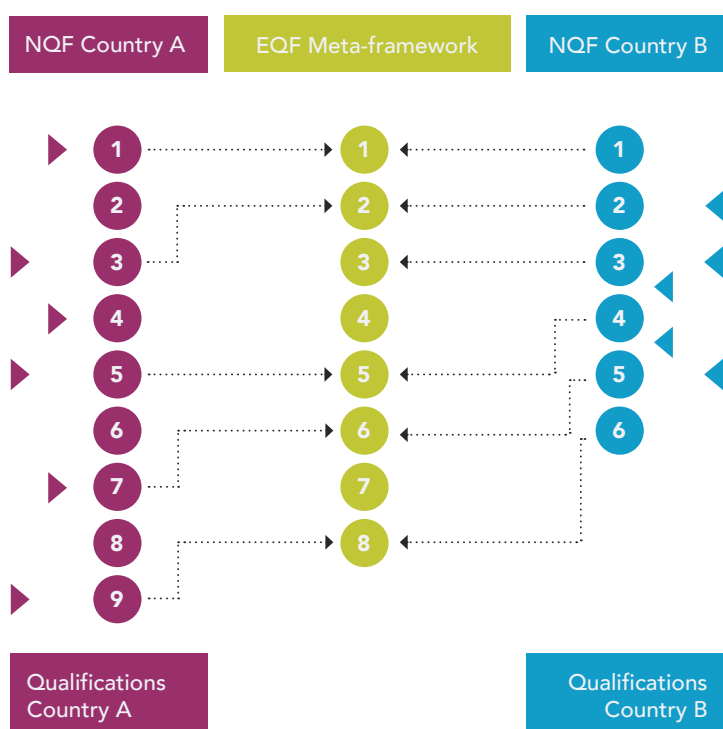 NQF Country A EQF Meta-framework NQF Country B
1 1 1
2 2 2
3 3 3
4 4 4
5 5 5
6 6 6
7 7
8 8
9
Qualifications Qualifications
Country A Country B